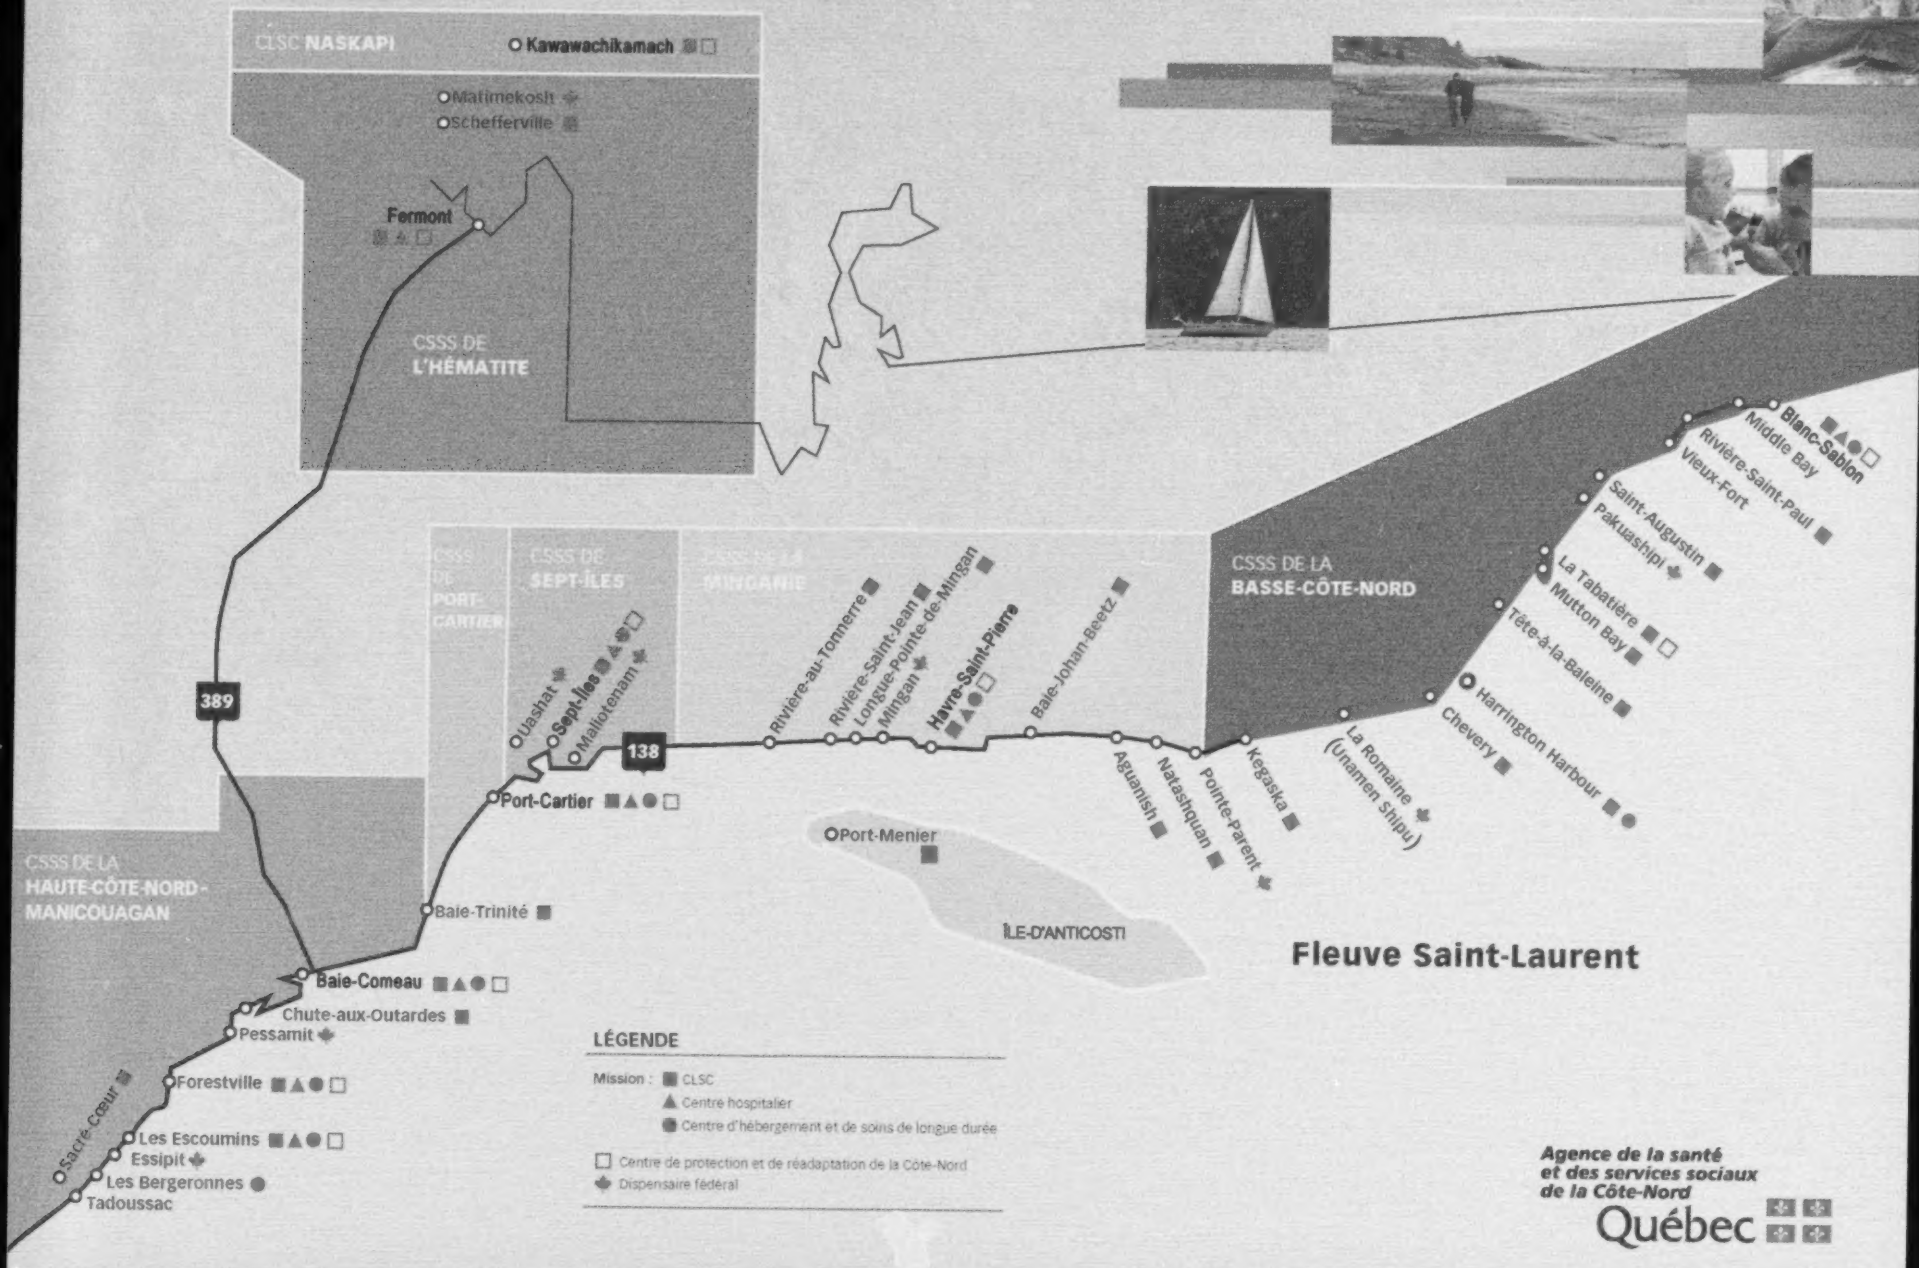 CLSC NASKAPI
Kawawachikamach
Matimekosh
Schefferville
Fermont
CSSS DE
L'HÉMATITE
389
CSSS
DE
PORT-
CARTIER
CSSS DE
SEPT-ÎLES
CSSS DE LA
MINGANIE
CSSS DE LA
BASSE-CÔTE-NORD
Uashat
Sept-Îles
Maliotenam
138
Rivière-au-Tonnerre
Rivière-Saint-Jean
Longue-Pointe-de-Mingan
Mingan
Havre-Saint-Pierre
Baie-Johan-Beetz
Aguanish
Natashquan
Pointe-Parent
Kegaska
La Romaine
(Unamen Shipu)
Chevery
Harrington Harbour
Tête-à-la-Baleine
Mutton Bay
La Tabatière
Pakuashipi
Saint-Augustin
Vieux-Fort
Rivière-Saint-Paul
Middle Bay
Blanc-Sablon
Port-Cartier
Port-Menier
ÎLE-D'ANTICOSTI
Fleuve Saint-Laurent
CSSS DE LA
HAUTE-CÔTE-NORD-
MANICOUAGAN
Baie-Trinité
Baie-Comeau
Chute-aux-Outardes
Pessamit
Forestville
Sacré-Cœur
Les Escoumins
Essipit
Les Bergeronnes
Tadoussac
LÉGENDE
Mission : CLSC
Centre hospitalier
Centre d'hébergement et de soins de longue durée
Centre de protection et de réadaptation de la Côte-Nord
Dispensaire fédéral
Agence de la santé
et des services sociaux
de la Côte-Nord
Québec